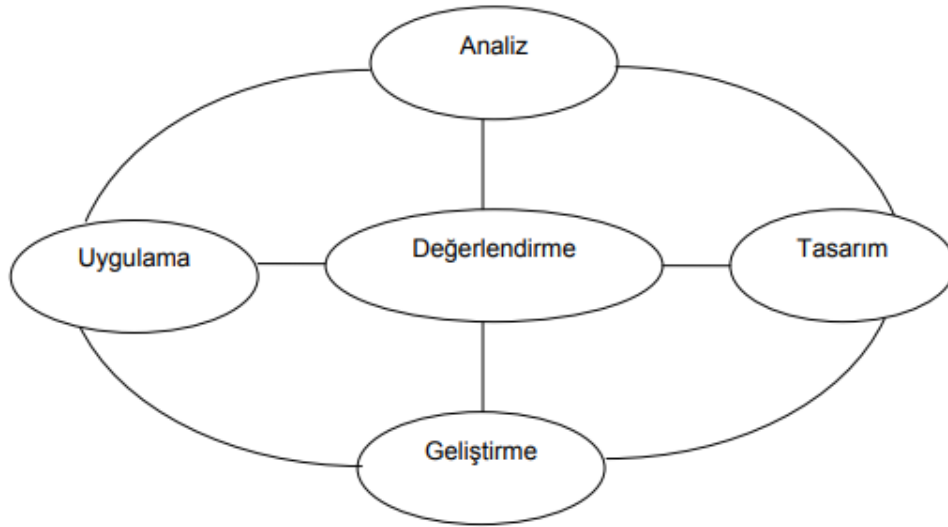 Analiz
Uygulama
Değerlendirme
Tasarım
Geliştirme